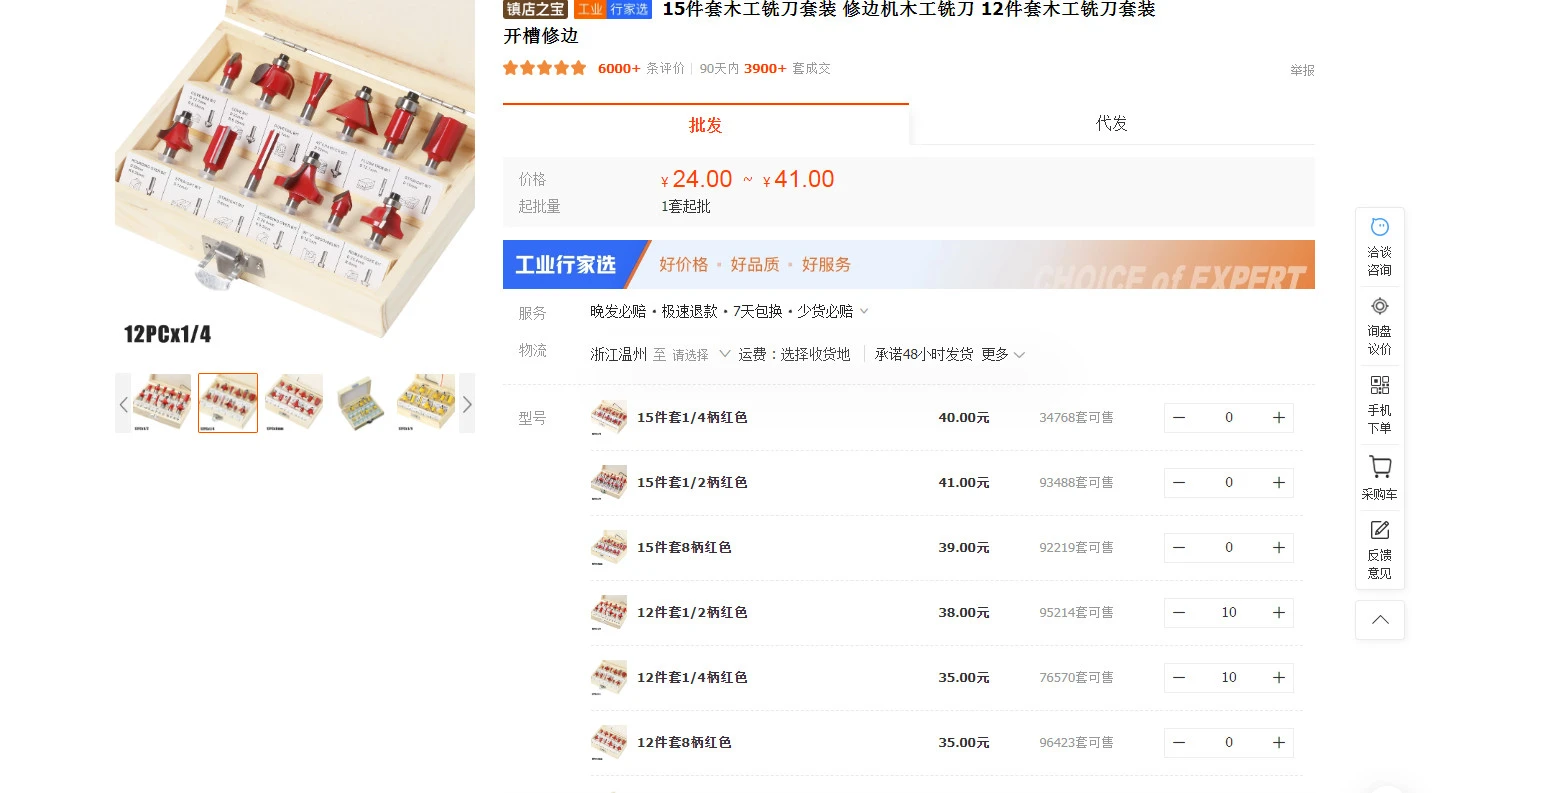 镇店之宝 工业 行家选 15件套木工铣刀套装 修边机木工铣刀 12件套木工铣刀套装
开槽修边
6000+ 条评价 90天内 3900+ 套成交
举报
批发
代发
价格 ¥24.00 ~ ¥41.00
起批量 1套起批
工业行家选 好价格 · 好品质 · 好服务 CHOICE of EXPERT
服务 晚发必赔 · 极速退款 · 7天包换 · 少货必赔
物流 浙江温州 至 请选择 运费：选择收货地 承诺48小时发货 更多
型号
15件套1/4柄红色 40.00元 34768套可售 − 0 +
15件套1/2柄红色 41.00元 93488套可售 − 0 +
15件套8柄红色 39.00元 92219套可售 − 0 +
12件套1/2柄红色 38.00元 95214套可售 − 10 +
12件套1/4柄红色 35.00元 76570套可售 − 10 +
12件套8柄红色 35.00元 96423套可售 − 0 +
12PCx1/4
洽谈
咨询
询盘
议价
手机
下单
采购车
反馈
意见